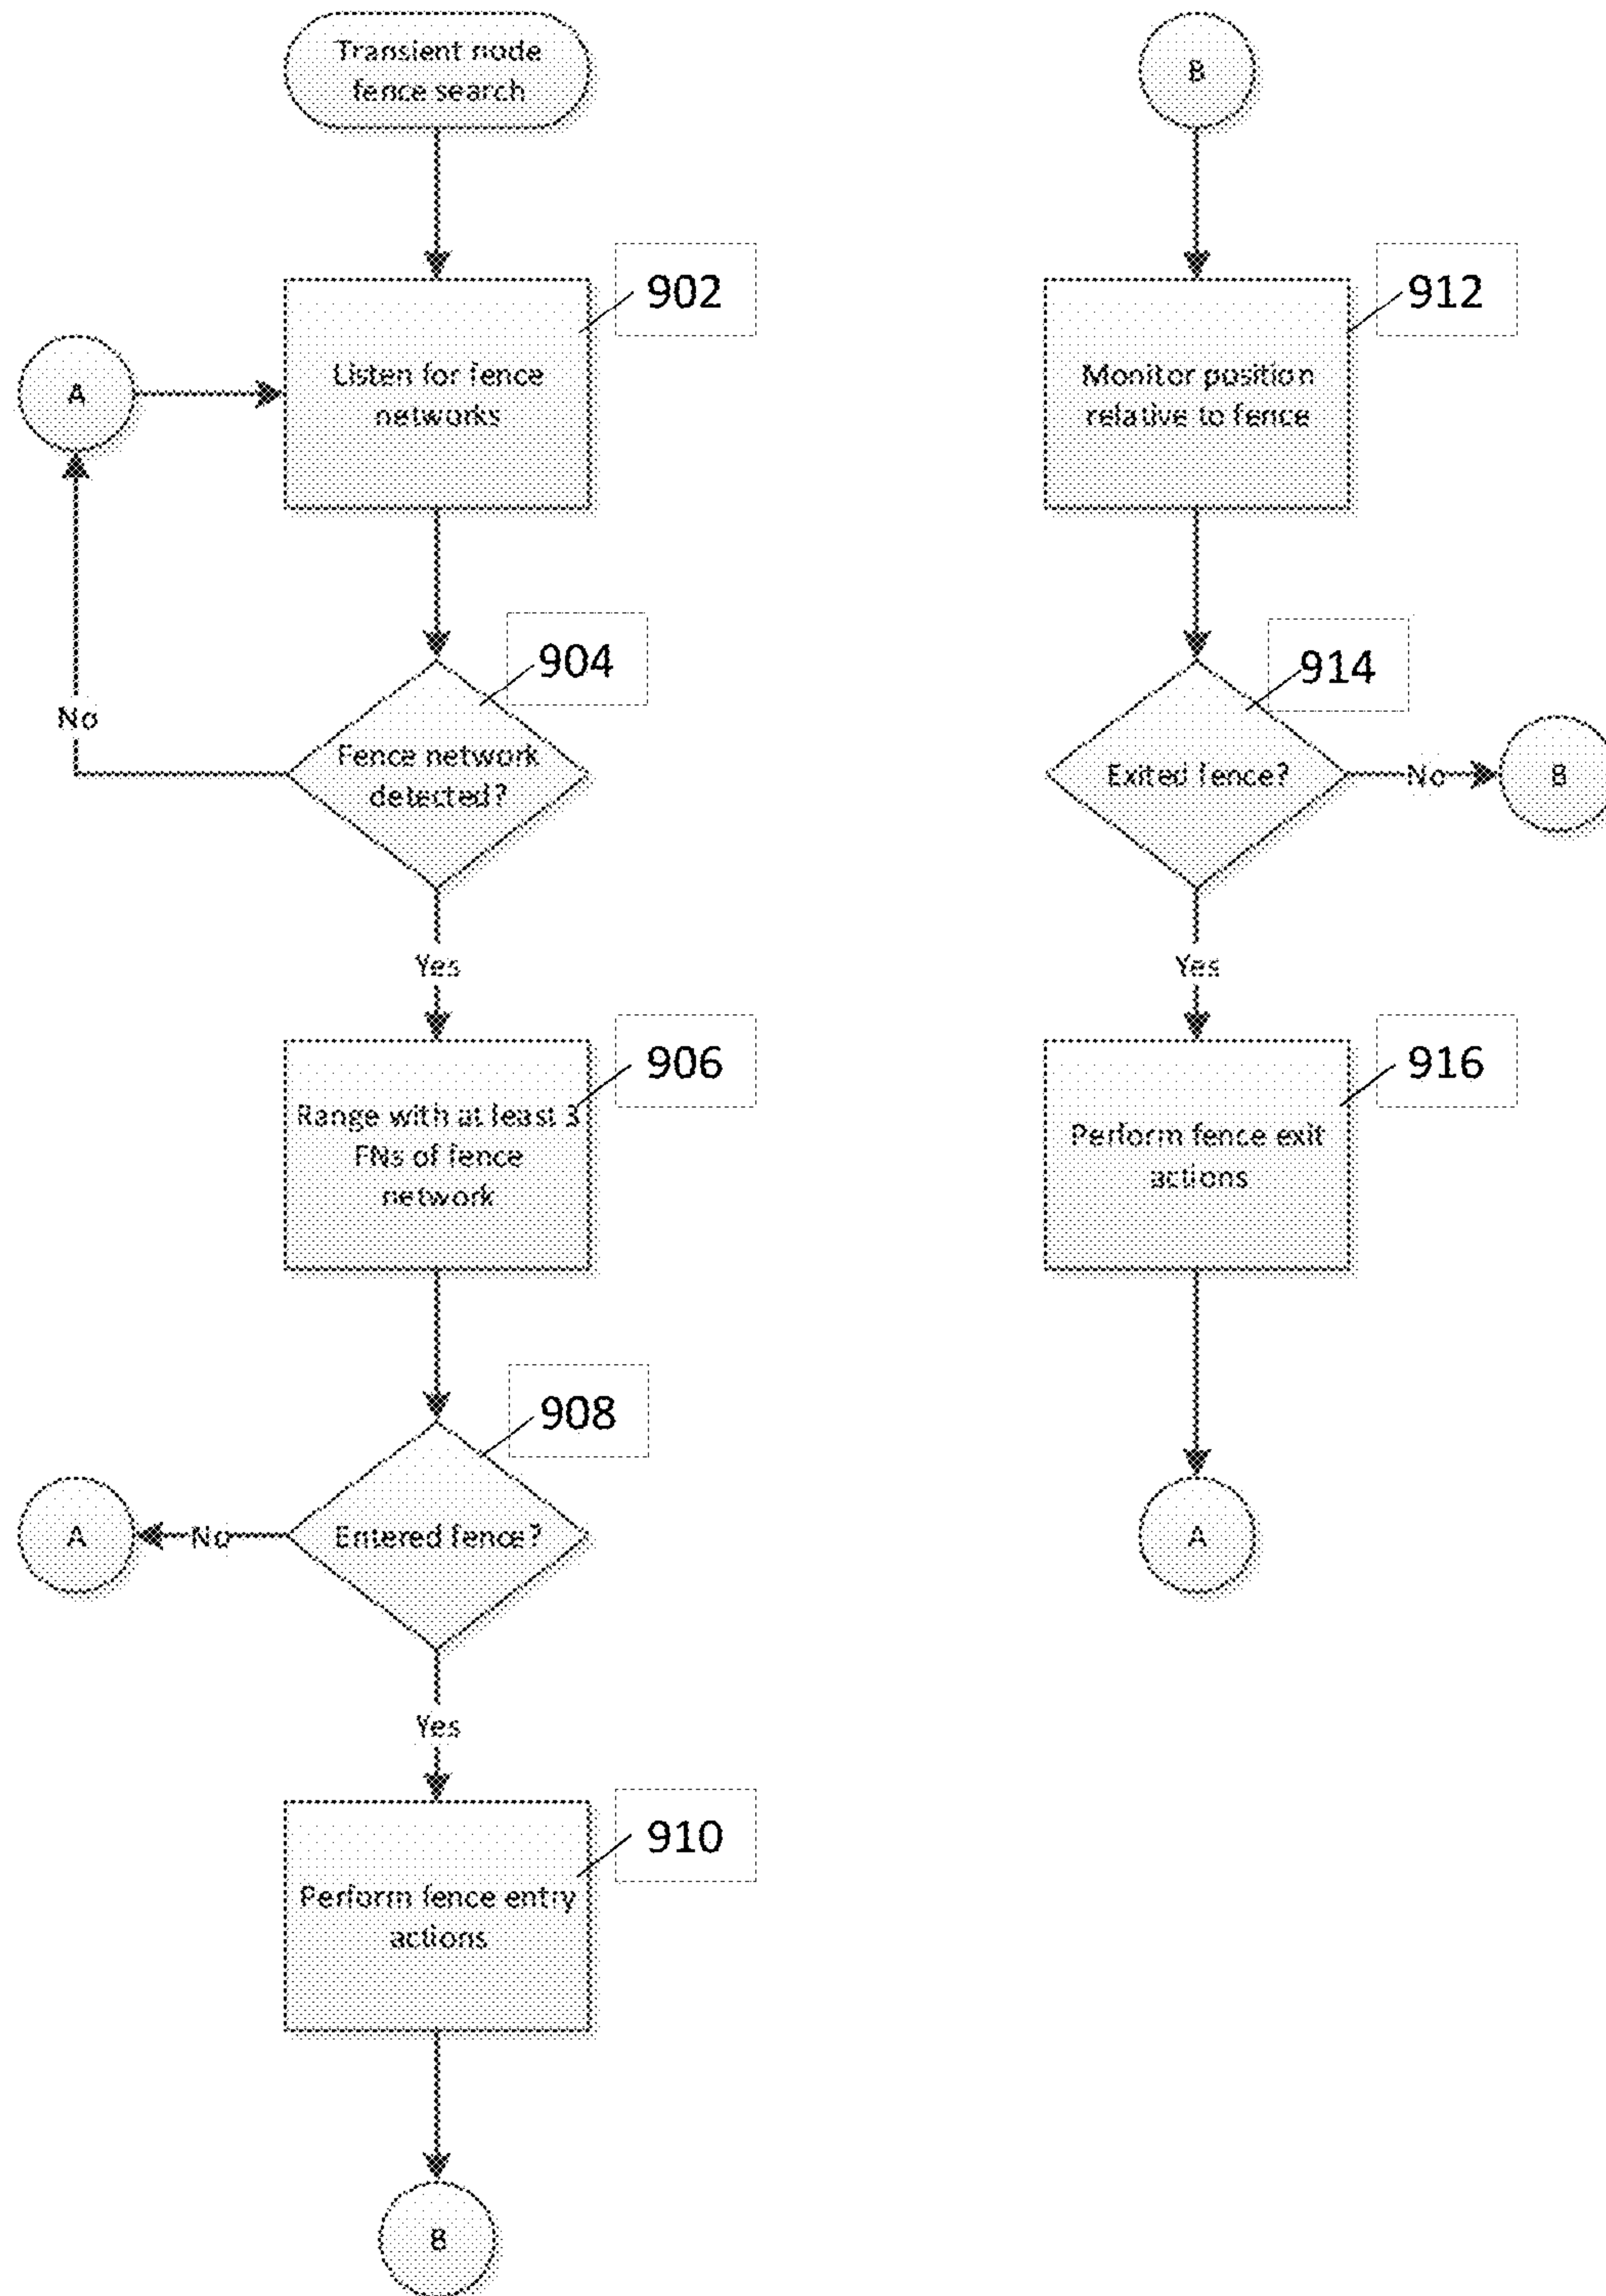 Transient node
fence search
902
Listen for fence
networks
A
904
Fence network
detected?
No
Yes
906
Range with at least 3
FNs of fence
network
908
Entered fence?
No
A
Yes
910
Perform fence entry
actions
B
B
912
Monitor position
relative to fence
914
Exited fence?
No
B
Yes
916
Perform fence exit
actions
A